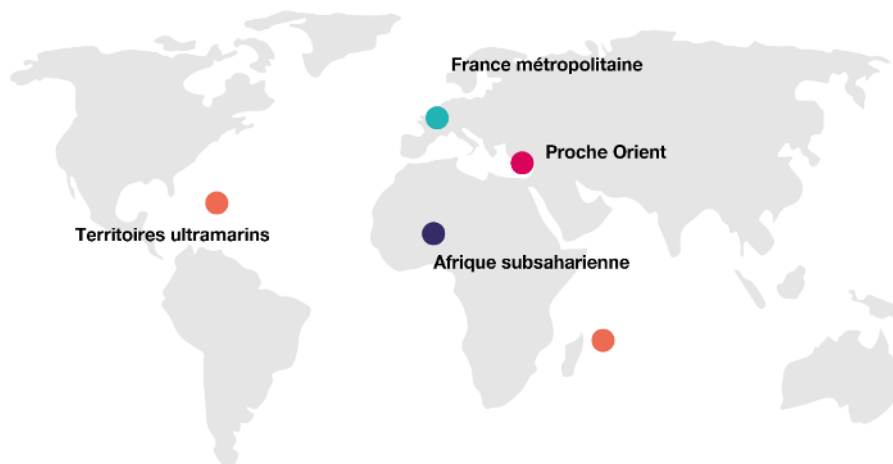 France métropolitaine
Proche Orient
Territoires ultramarins
Afrique subsaharienne